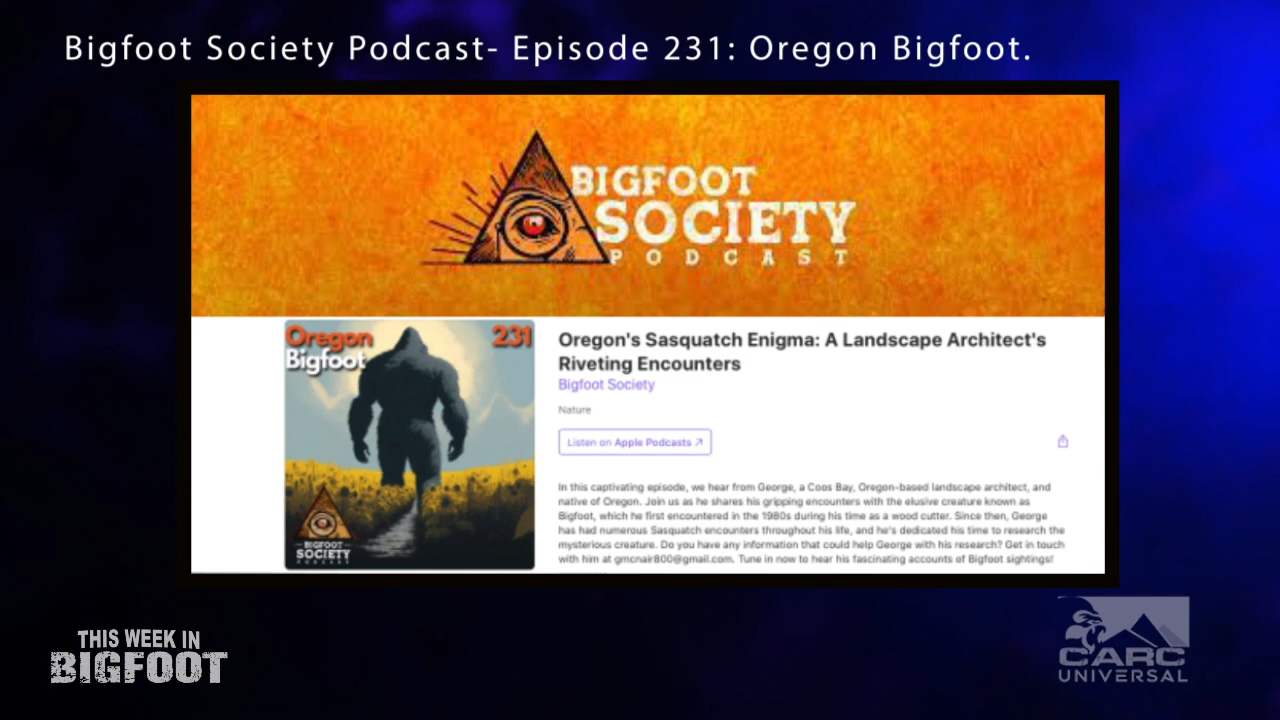 Bigfoot Society Podcast- Episode 231: Oregon Bigfoot.
BIGFOOT
SOCIETY
PODCAST
Oregon 231
Bigfoot
BIGFOOT
SOCIETY
PODCAST
Oregon's Sasquatch Enigma: A Landscape Architect's
Riveting Encounters
Bigfoot Society
Nature
Listen on Apple Podcasts ↗
In this captivating episode, we hear from George, a Coos Bay, Oregon-based landscape architect, and
native of Oregon. Join us as he shares his gripping encounters with the elusive creature known as
Bigfoot, which he first encountered in the 1980s during his time as a wood cutter. Since then, George
has had numerous Sasquatch encounters throughout his life, and he's dedicated his time to research the
mysterious creature. Do you have any information that could help George with his research? Get in touch
with him at gmcnair800@gmail.com. Tune in now to hear his fascinating accounts of Bigfoot sightings!
THIS WEEK IN
BIGFOOT
CARC
UNIVERSAL